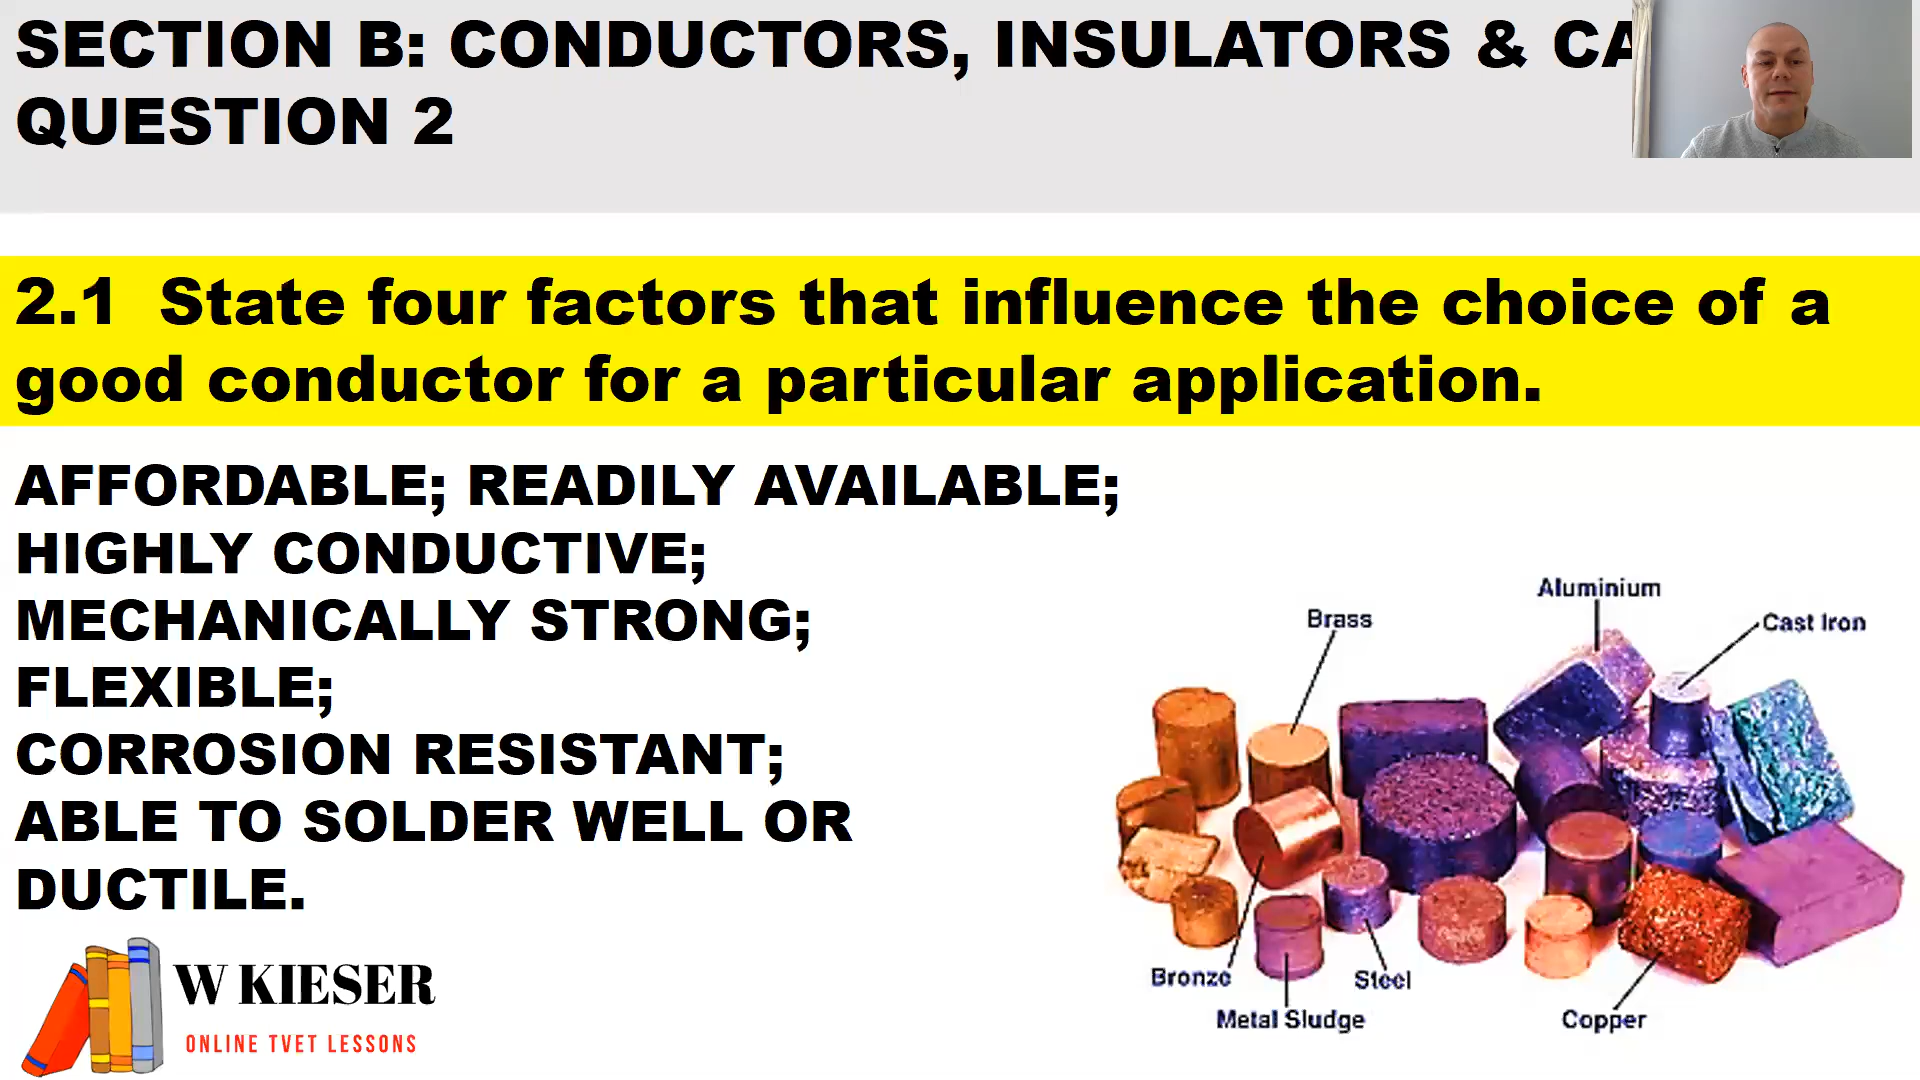 SECTION B: CONDUCTORS, INSULATORS & CA
QUESTION 2
2.1 State four factors that influence the choice of a
good conductor for a particular application.
AFFORDABLE; READILY AVAILABLE;
HIGHLY CONDUCTIVE;
MECHANICALLY STRONG;
FLEXIBLE;
CORROSION RESISTANT;
ABLE TO SOLDER WELL OR
DUCTILE.
Aluminium
Brass
Cast Iron
Bronze
Steel
Metal Sludge
Copper
W KIESER
ONLINE TVET LESSONS